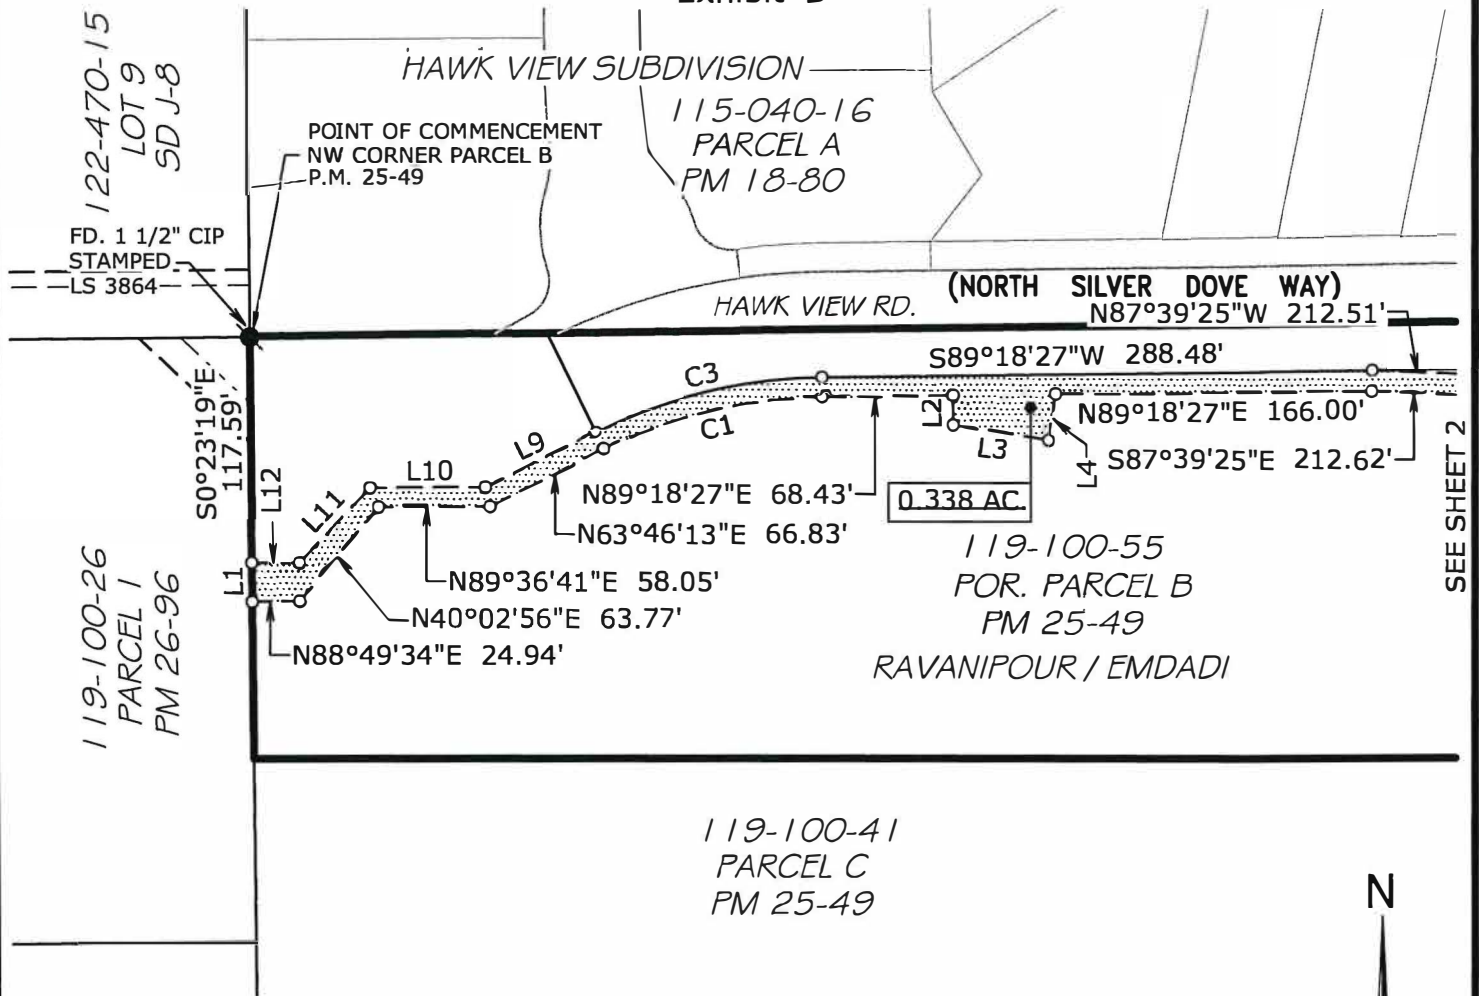 122-470-15
LOT 9
SD J-8
HAWK VIEW SUBDIVISION
115-040-16
PARCEL A
PM 18-80
POINT OF COMMENCEMENT
NW CORNER PARCEL B
P.M. 25-49
FD. 1 1/2" CIP
STAMPED
LS 3864
(NORTH SILVER DOVE WAY)
HAWK VIEW RD.
N87°39'25"W 212.51'
S89°18'27"W 288.48'
C3
C1
L2
L3
L4
N89°18'27"E 166.00'
S87°39'25"E 212.62'
S0°23'19"E
117.59'
L12
L11
L10
L9
L1
N89°18'27"E 68.43'
0.338 AC.
N63°46'13"E 66.83'
N89°36'41"E 58.05'
N40°02'56"E 63.77'
N88°49'34"E 24.94'
119-100-55
POR. PARCEL B
PM 25-49
RAVANIPOUR / EMDADI
SEE SHEET 2
119-100-26
PARCEL 1
PM 26-96
119-100-41
PARCEL C
PM 25-49
N